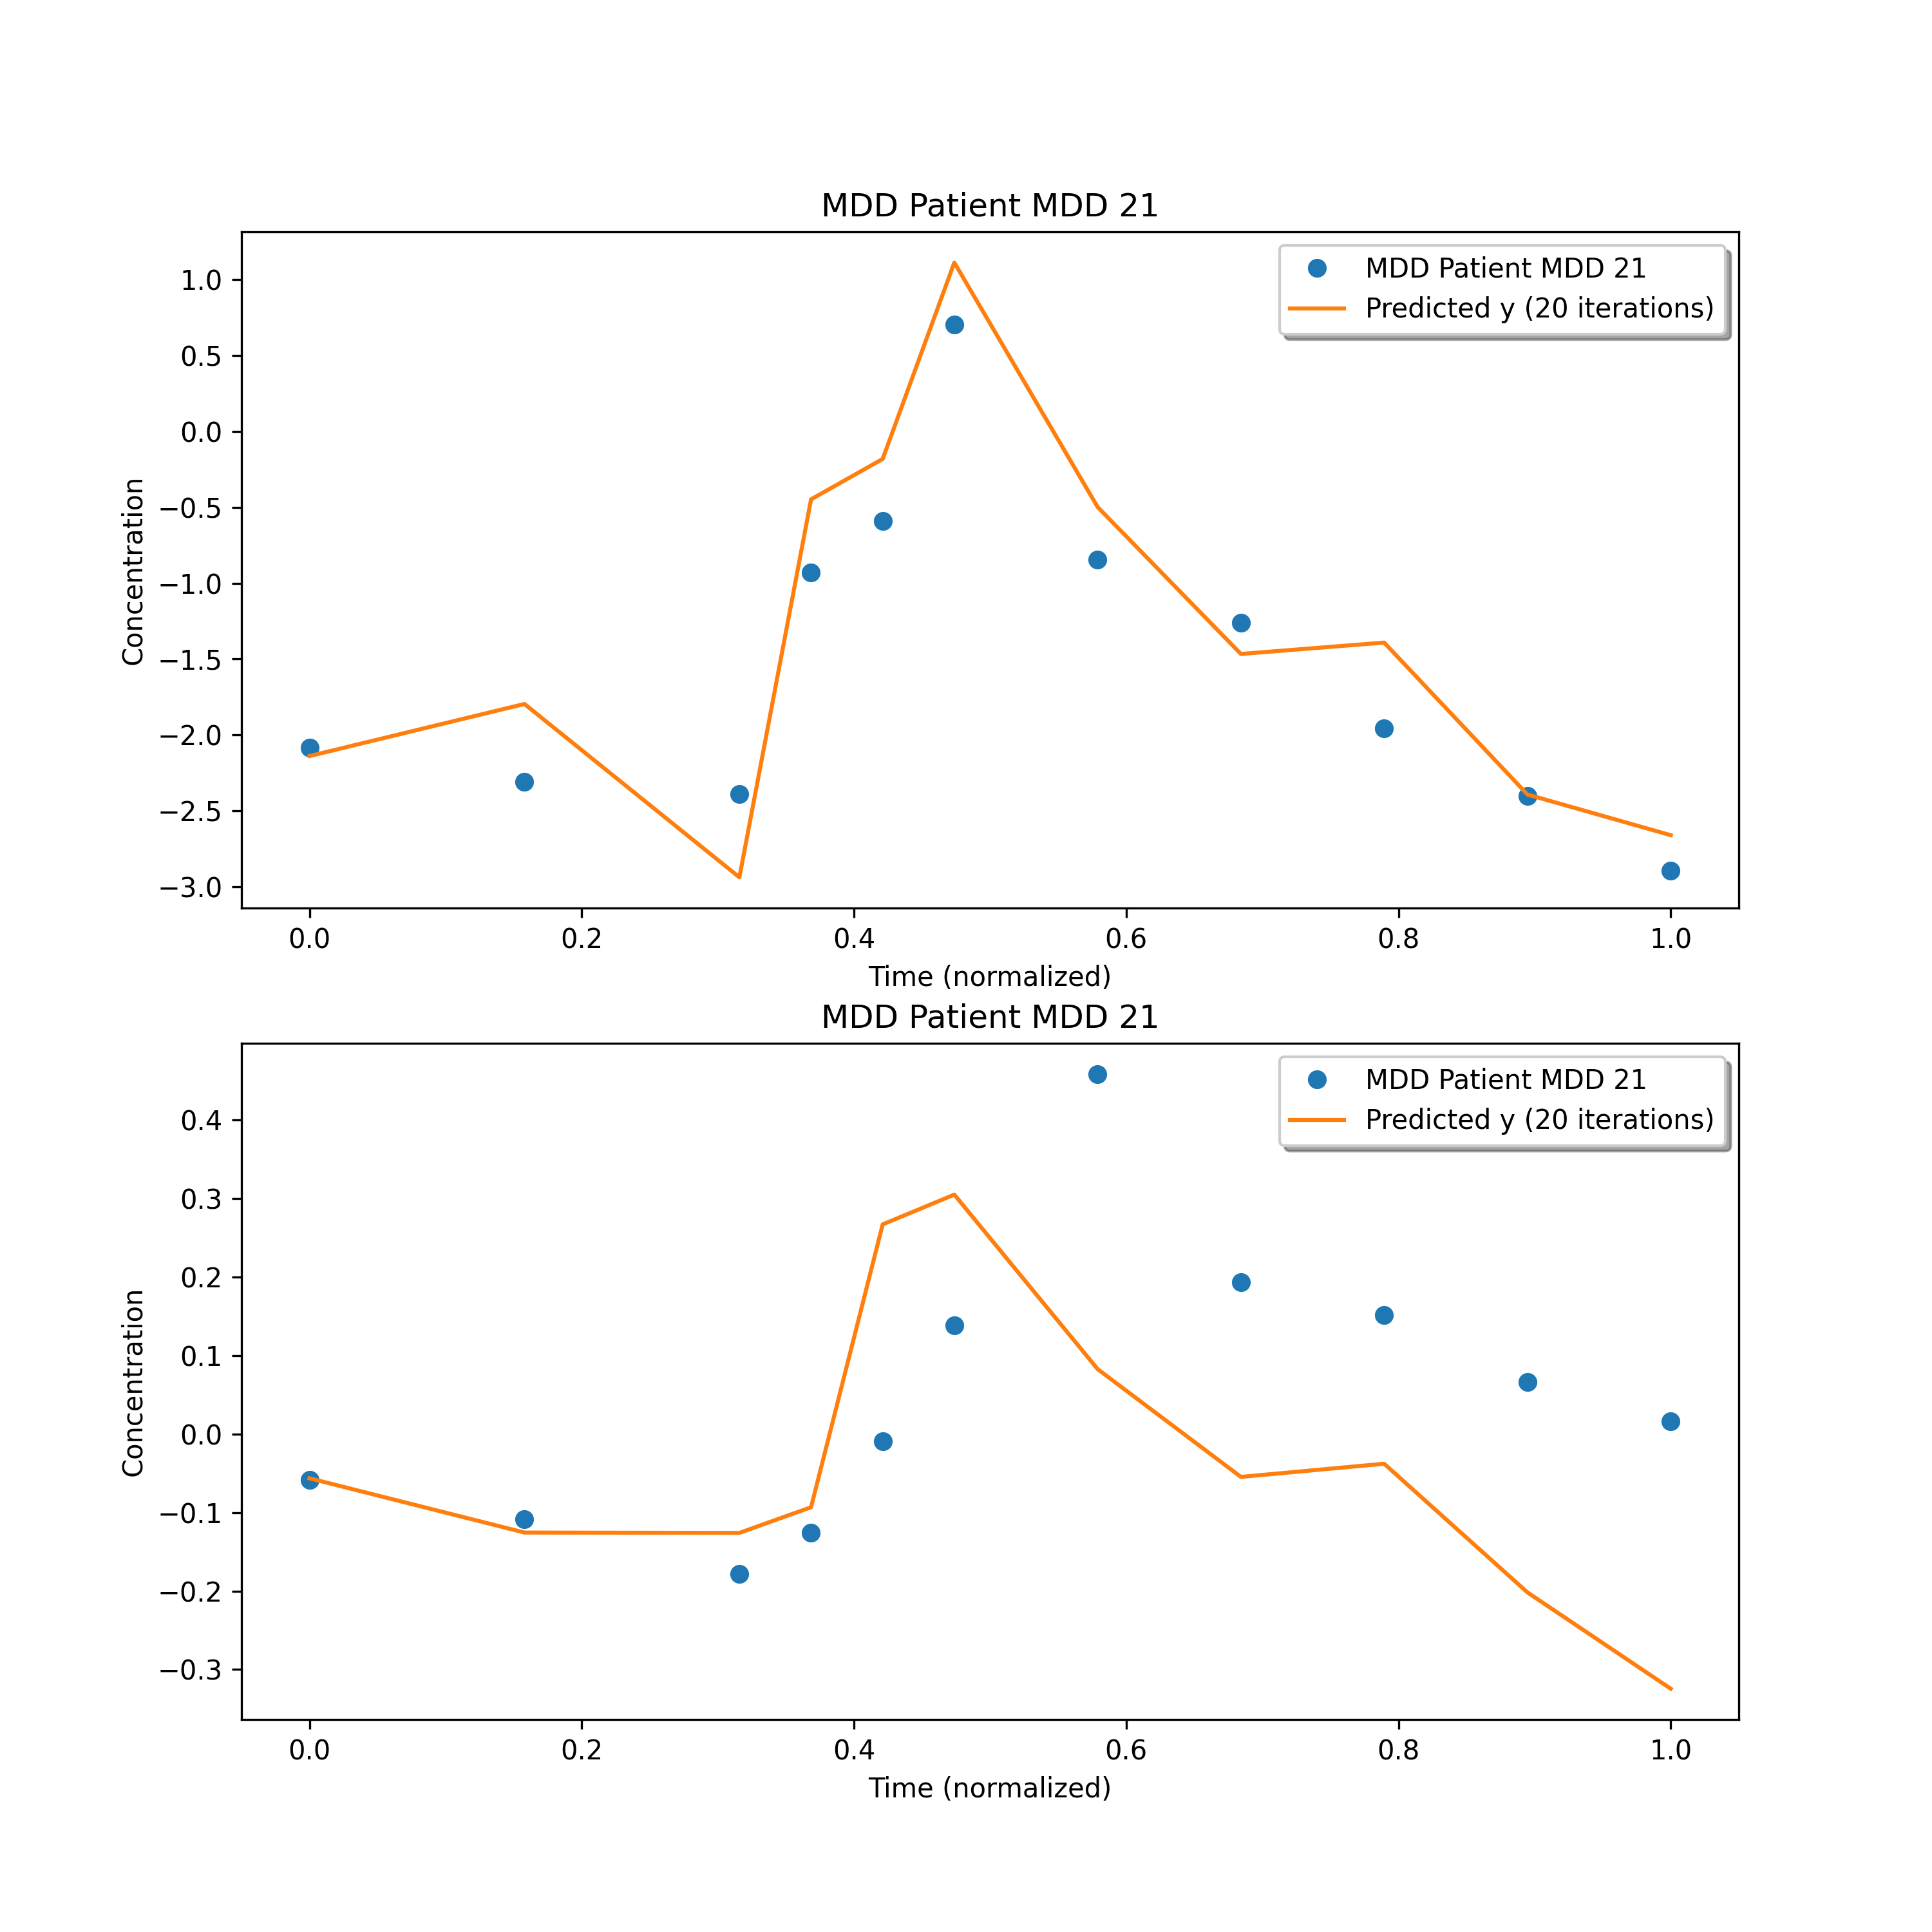 MDD Patient MDD 21
MDD Patient MDD 21
Predicted y (20 iterations)
1.0
0.5
0.0
−0.5
−1.0
−1.5
−2.0
−2.5
−3.0
Concentration
0.0 0.2 0.4 0.6 0.8 1.0
Time (normalized)
MDD Patient MDD 21
MDD Patient MDD 21
Predicted y (20 iterations)
0.4
0.3
0.2
0.1
0.0
−0.1
−0.2
−0.3
Concentration
0.0 0.2 0.4 0.6 0.8 1.0
Time (normalized)